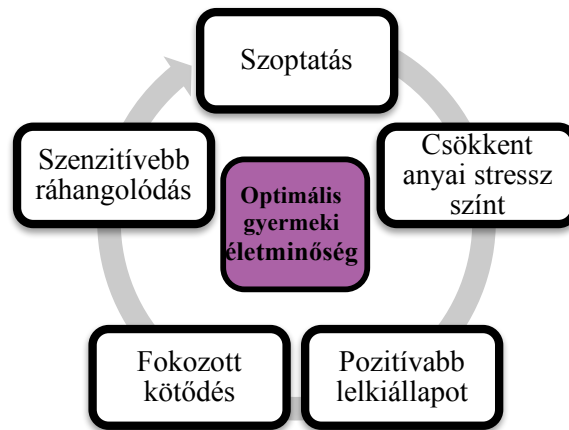 Szoptatás
Csökkent
anyai stressz
színt
Pozitívabb
lelkiállapot
Fokozott
kötődés
Szenzitívebb
ráhangolódás
Optimális
gyermeki
életminőség